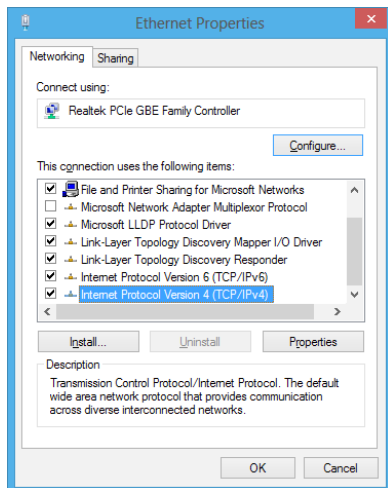 Ethernet Properties
Networking
Sharing
Connect using:
Realtek PCIe GBE Family Controller
Configure...
This connection uses the following items:
File and Printer Sharing for Microsoft Networks
Microsoft Network Adapter Multiplexor Protocol
Microsoft LLDP Protocol Driver
Link-Layer Topology Discovery Mapper I/O Driver
Link-Layer Topology Discovery Responder
Internet Protocol Version 6 (TCP/IPv6)
Internet Protocol Version 4 (TCP/IPv4)
Install...
Uninstall
Properties
Description
Transmission Control Protocol/Internet Protocol. The default
wide area network protocol that provides communication
across diverse interconnected networks.
OK
Cancel